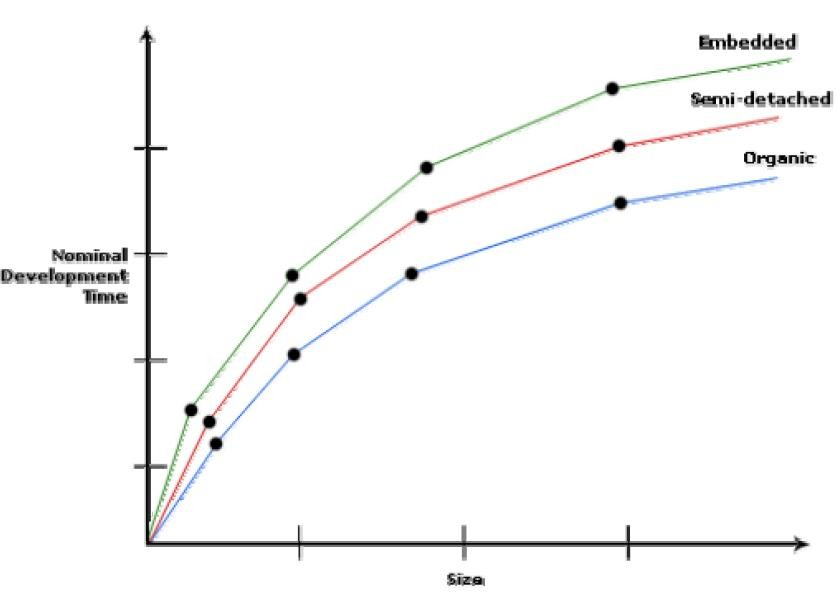 Embedded
Semi-detached
Organic
Nominal
Development
Time
Size